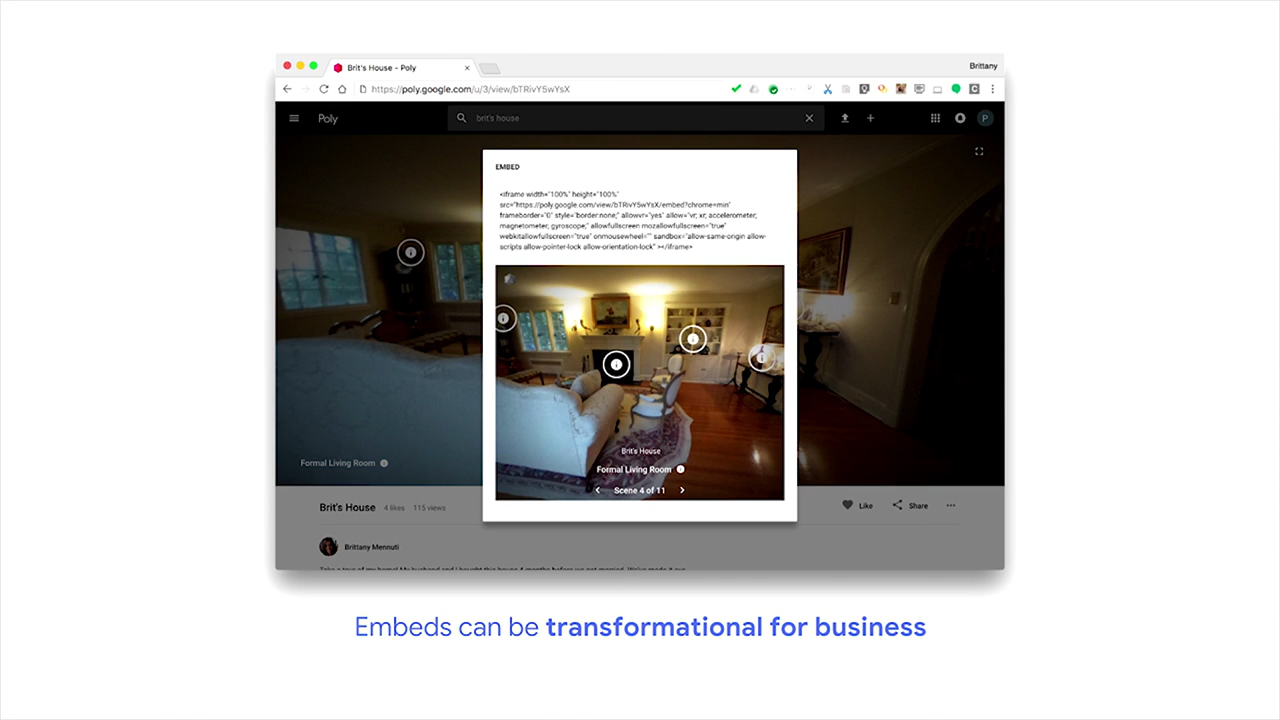 Brit's House - Poly
Brittany
https://poly.google.com/u/3/view/bTRivY5wYsX
Poly
brit's house
P
EMBED
<iframe width="100%" height="100%"
src="https://poly.google.com/view/bTRivY5wYsX/embed?chrome=min"
frameborder="0" style="border:none;" allowvr="yes" allow="vr; xr; accelerometer;
magnetometer; gyroscope;" allowfullscreen mozallowfullscreen="true"
webkitallowfullscreen="true" onmousewheel="" sandbox="allow-same-origin allow-
scripts allow-pointer-lock allow-orientation-lock" ></iframe>
Brit's House
Formal Living Room
Scene 4 of 11
Formal Living Room
Brit's House 4 likes 115 views
Like Share
Brittany Mennuti
Embeds can be transformational for business